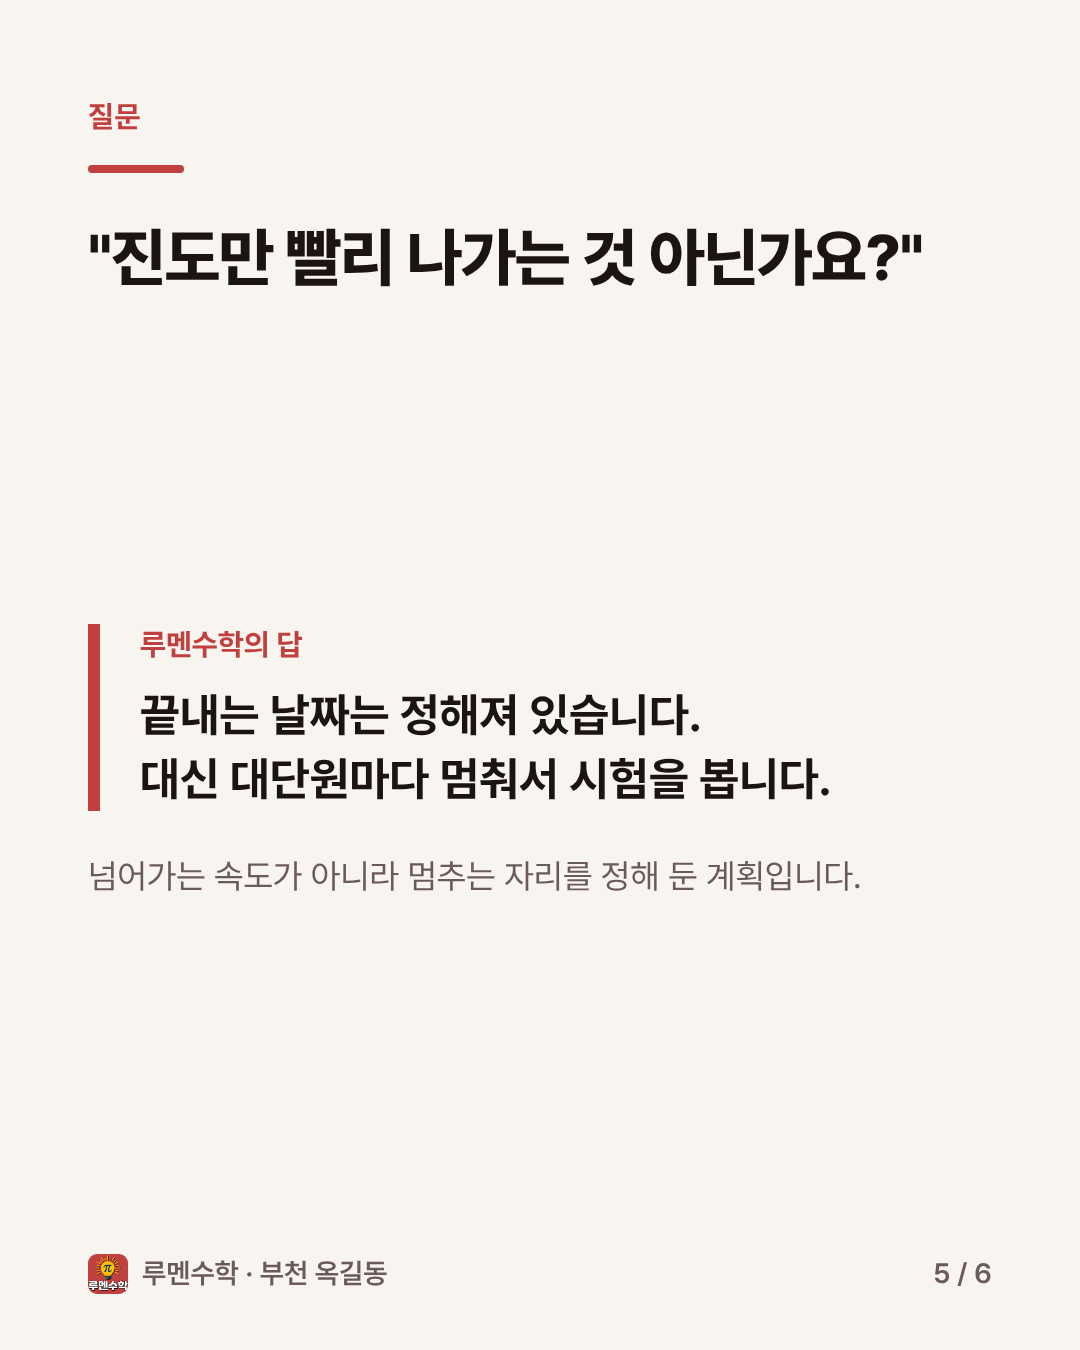 질문
"진도만 빨리 나가는 것 아닌가요?"
루멘수학의 답
끝내는 날짜는 정해져 있습니다.
대신 대단원마다 멈춰서 시험을 봅니다.
넘어가는 속도가 아니라 멈추는 자리를 정해 둔 계획입니다.
π
루멘수학
루멘수학 · 부천 옥길동
5 / 6